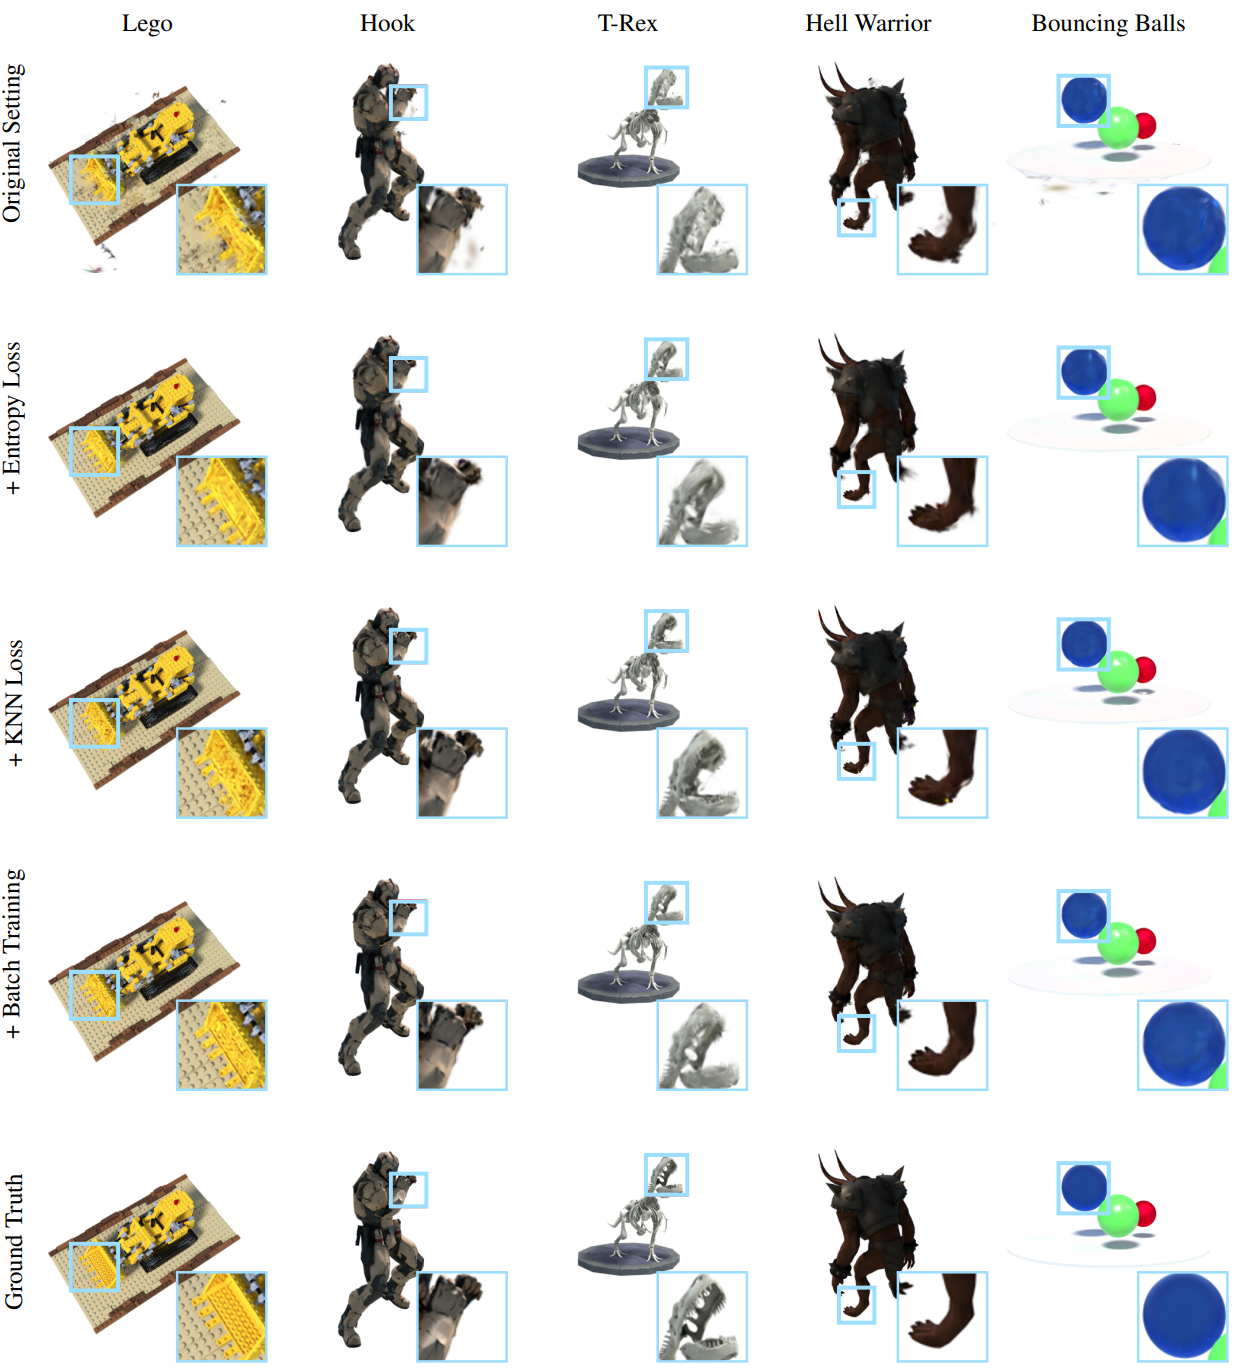 Lego
Hook
T-Rex
Hell Warrior
Bouncing Balls
Original Setting
+ Entropy Loss
+ KNN Loss
+ Batch Training
Ground Truth